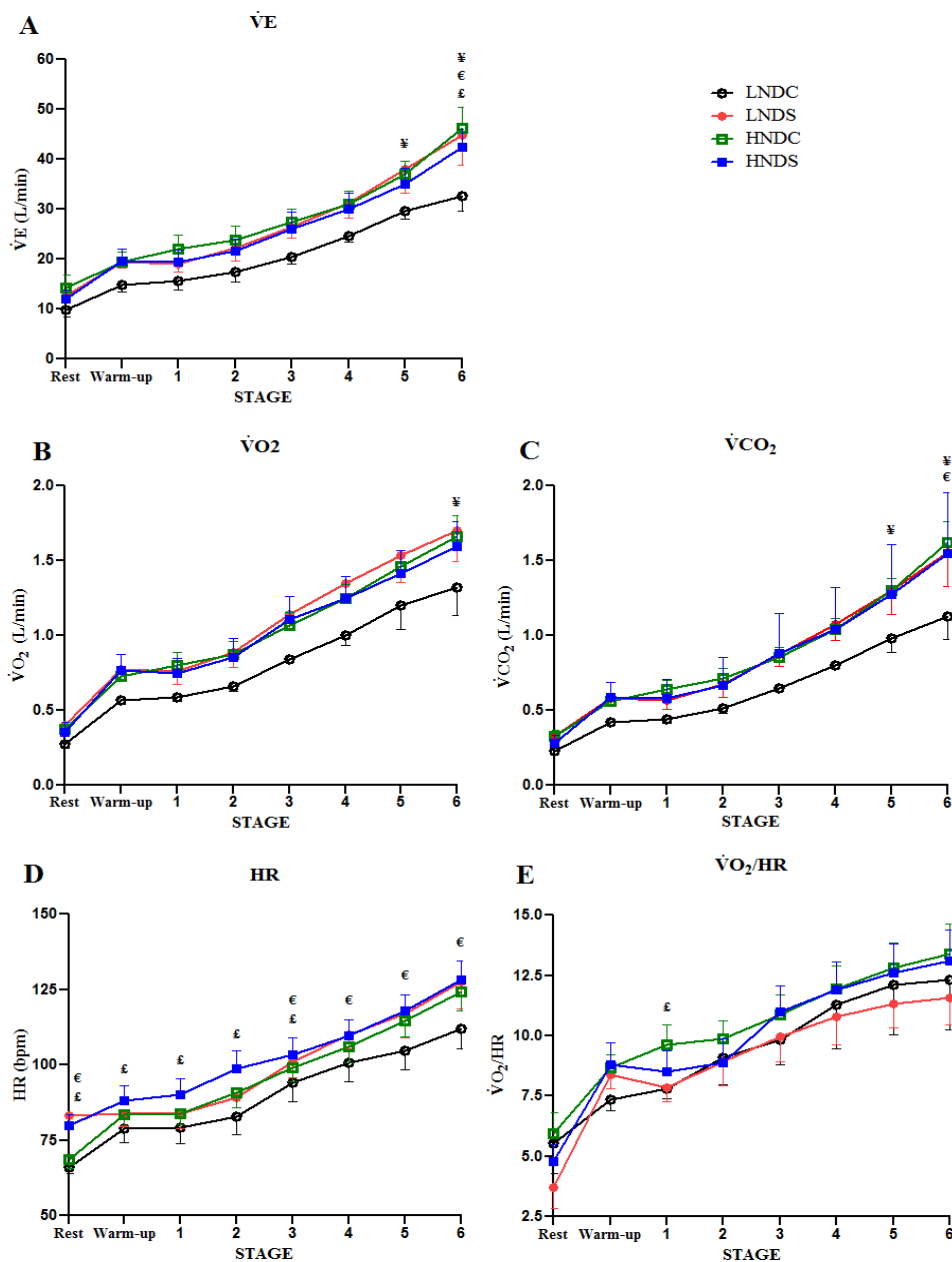 A
V̇E
60
50
40
30
20
10
0
V̇E (L/min)
¥
¥
€
£
Rest Warm-up 1 2 3 4 5 6
STAGE
LNDC
LNDS
HNDC
HNDS
B
V̇O2
2.0
1.5
1.0
0.5
0.0
V̇O₂ (L/min)
¥
Rest Warm-up 1 2 3 4 5 6
STAGE
C
V̇CO₂
2.0
1.5
1.0
0.5
0.0
V̇CO₂ (L/min)
¥
¥
€
Rest Warm-up 1 2 3 4 5 6
STAGE
D
HR
150
125
100
75
50
HR (bpm)
€
£
£
£
£
€
£
€
€
€
Rest Warm-up 1 2 3 4 5 6
STAGE
E
V̇O₂/HR
15.0
12.5
10.0
7.5
5.0
2.5
V̇O₂/HR
£
Rest Warm-up 1 2 3 4 5 6
STAGE